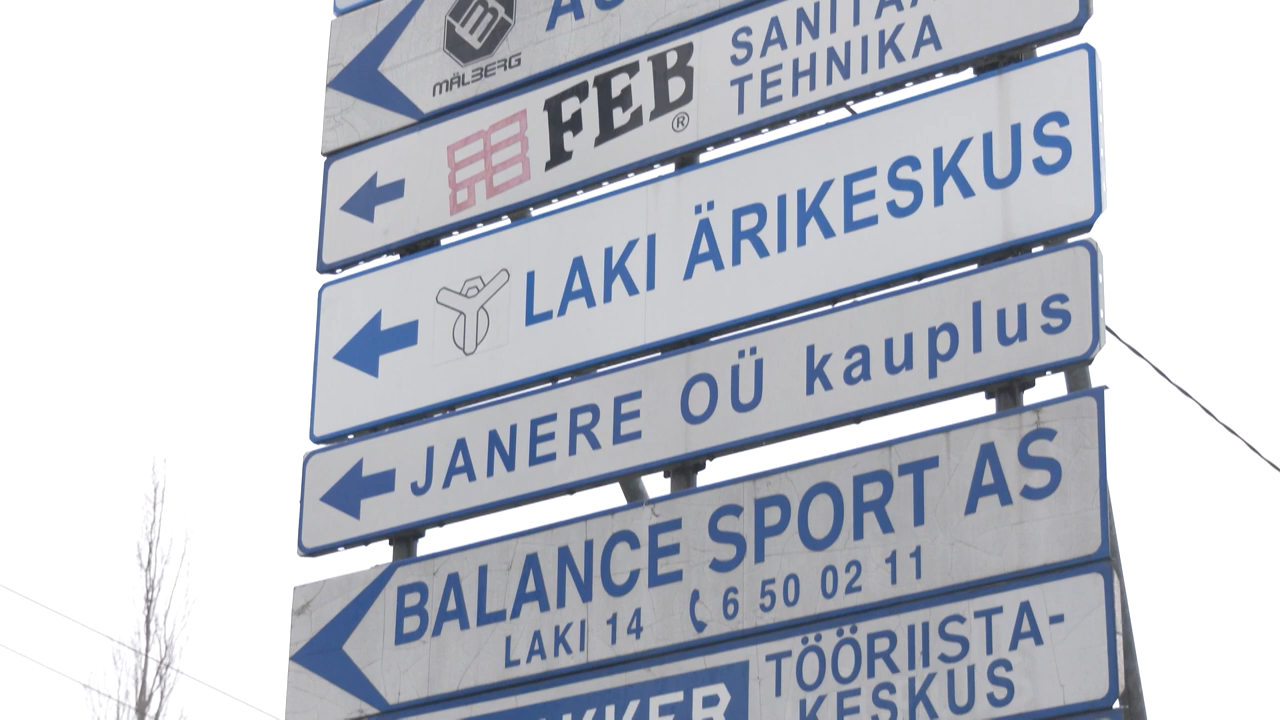 MÄLBERG
FEB®
SANITAAR
TEHNIKA
LAKI ÄRIKESKUS
JANERE OÜ kauplus
BALANCE SPORT AS
LAKI 14 6 50 02 11
TÖÖRIISTA-
KESKUS